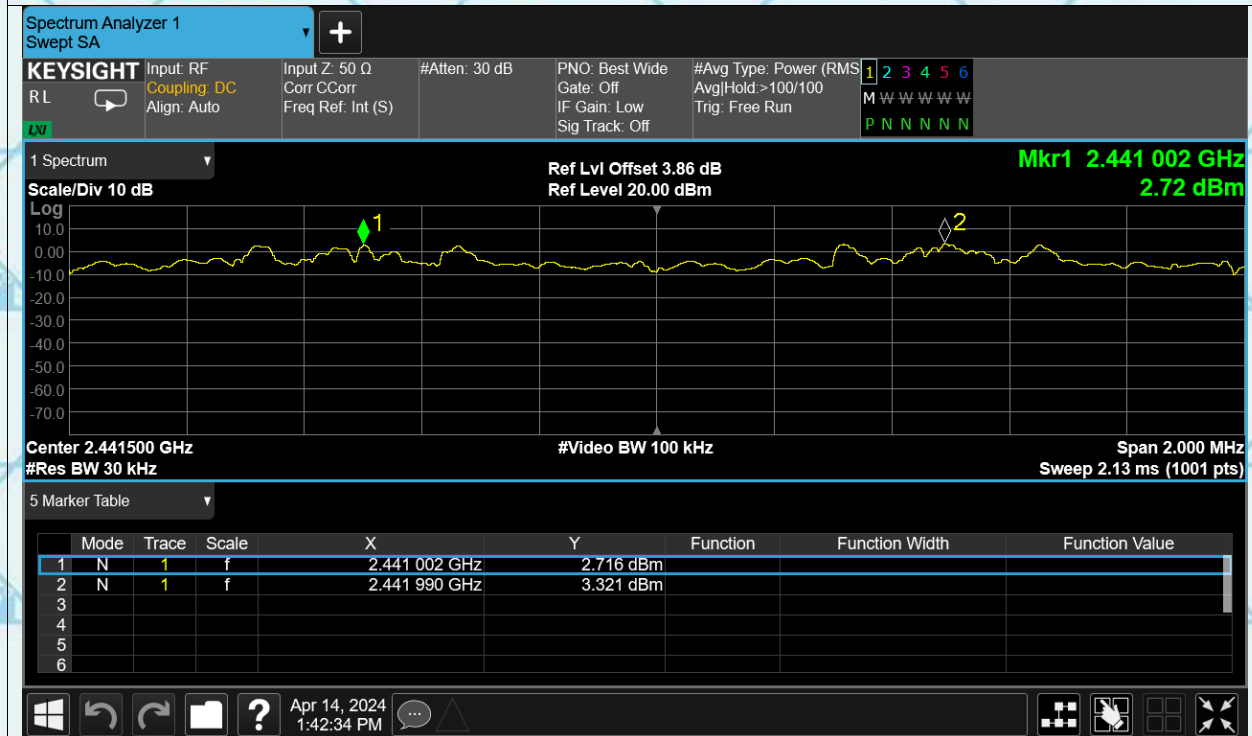 Spectrum Analyzer 1
Swept SA
+
KEYSIGHT
RL
LXI
Input: RF
Coupling: DC
Align: Auto
Input Z: 50 Ω
Corr CCorr
Freq Ref: Int (S)
#Atten: 30 dB
PNO: Best Wide
Gate: Off
IF Gain: Low
Sig Track: Off
#Avg Type: Power (RMS
Avg|Hold:>100/100
Trig: Free Run
1 2 3 4 5 6
M W W W W W
P N N N N N
1 Spectrum
Scale/Div 10 dB
Ref Lvl Offset 3.86 dB
Ref Level 20.00 dBm
Mkr1 2.441 002 GHz
2.72 dBm
Log
10.0
0.00
-10.0
-20.0
-30.0
-40.0
-50.0
-60.0
-70.0
1
2
Center 2.441500 GHz
#Res BW 30 kHz
#Video BW 100 kHz
Span 2.000 MHz
Sweep 2.13 ms (1001 pts)
5 Marker Table
Mode Trace Scale X Y Function Function Width Function Value
1 N 1 f 2.441 002 GHz 2.716 dBm
2 N 1 f 2.441 990 GHz 3.321 dBm
3
4
5
6
?
Apr 14, 2024
1:42:34 PM